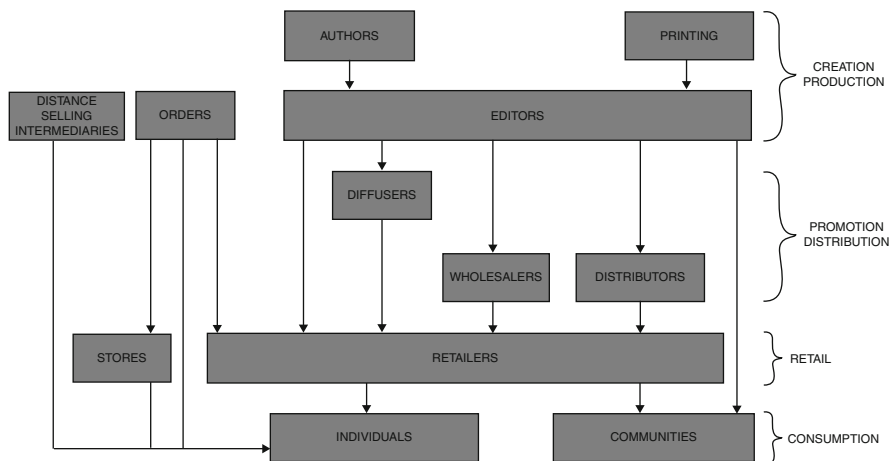 AUTHORS
PRINTING
CREATION
PRODUCTION
DISTANCE
SELLING
INTERMEDIARIES
ORDERS
EDITORS
DIFFUSERS
PROMOTION
DISTRIBUTION
WHOLESALERS
DISTRIBUTORS
STORES
RETAILERS
RETAIL
INDIVIDUALS
COMMUNITIES
CONSUMPTION